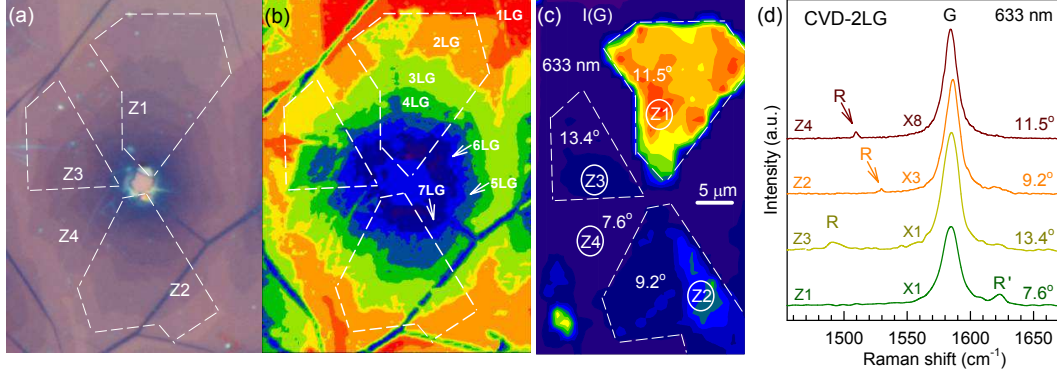 (a)
Z1
Z3
Z4
Z2
(b)
1LG
2LG
3LG
4LG
6LG
5LG
7LG
(c) I(G)
633 nm
11.5°
Z1
13.4°
Z3
5 μm
7.6°
Z4
9.2°
Z2
(d)
CVD-2LG G 633 nm
R
Z4 X8 11.5°
R
Z2 X3 9.2°
R
Z3 X1 13.4°
R'
Z1 X1 7.6°
Intensity (a.u.)
1500 1550 1600 1650
Raman shift (cm⁻¹)